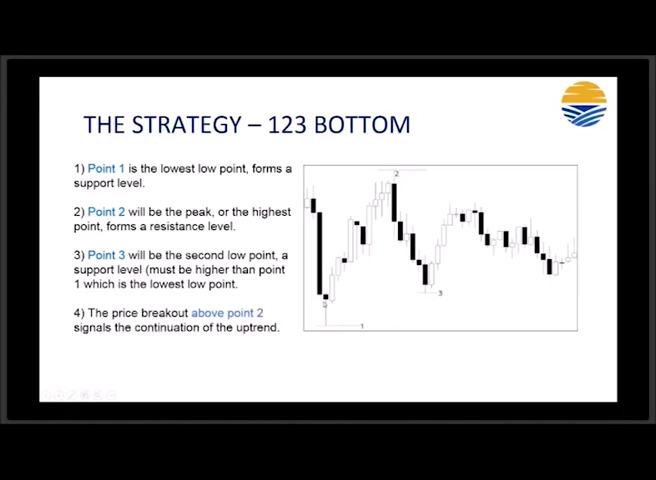 THE STRATEGY – 123 BOTTOM
1) Point 1 is the lowest low point, forms a
support level.
2) Point 2 will be the peak, or the highest
point, forms a resistance level.
3) Point 3 will be the second low point, a
support level (must be higher than point
1 which is the lowest low point.
4) The price breakout above point 2
signals the continuation of the uptrend.
2
3
1